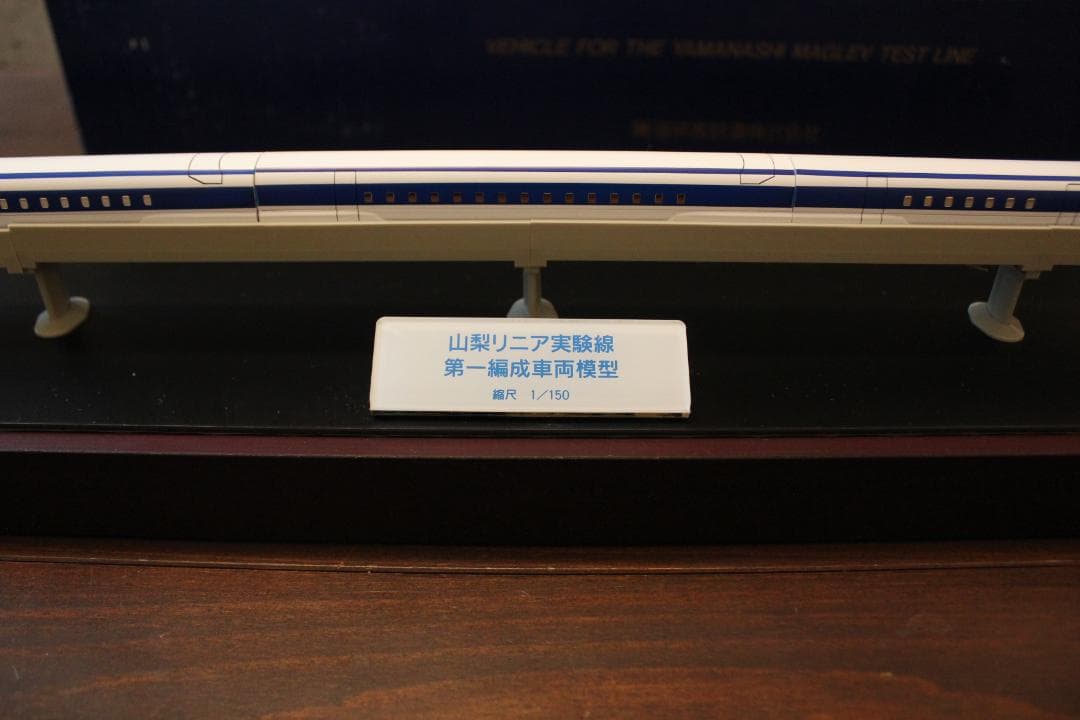 VEHICLE FOR THE YAMANASHI MAGLEV TEST LINE
山梨リニア実験線
第一編成車両模型
縮尺 1/150